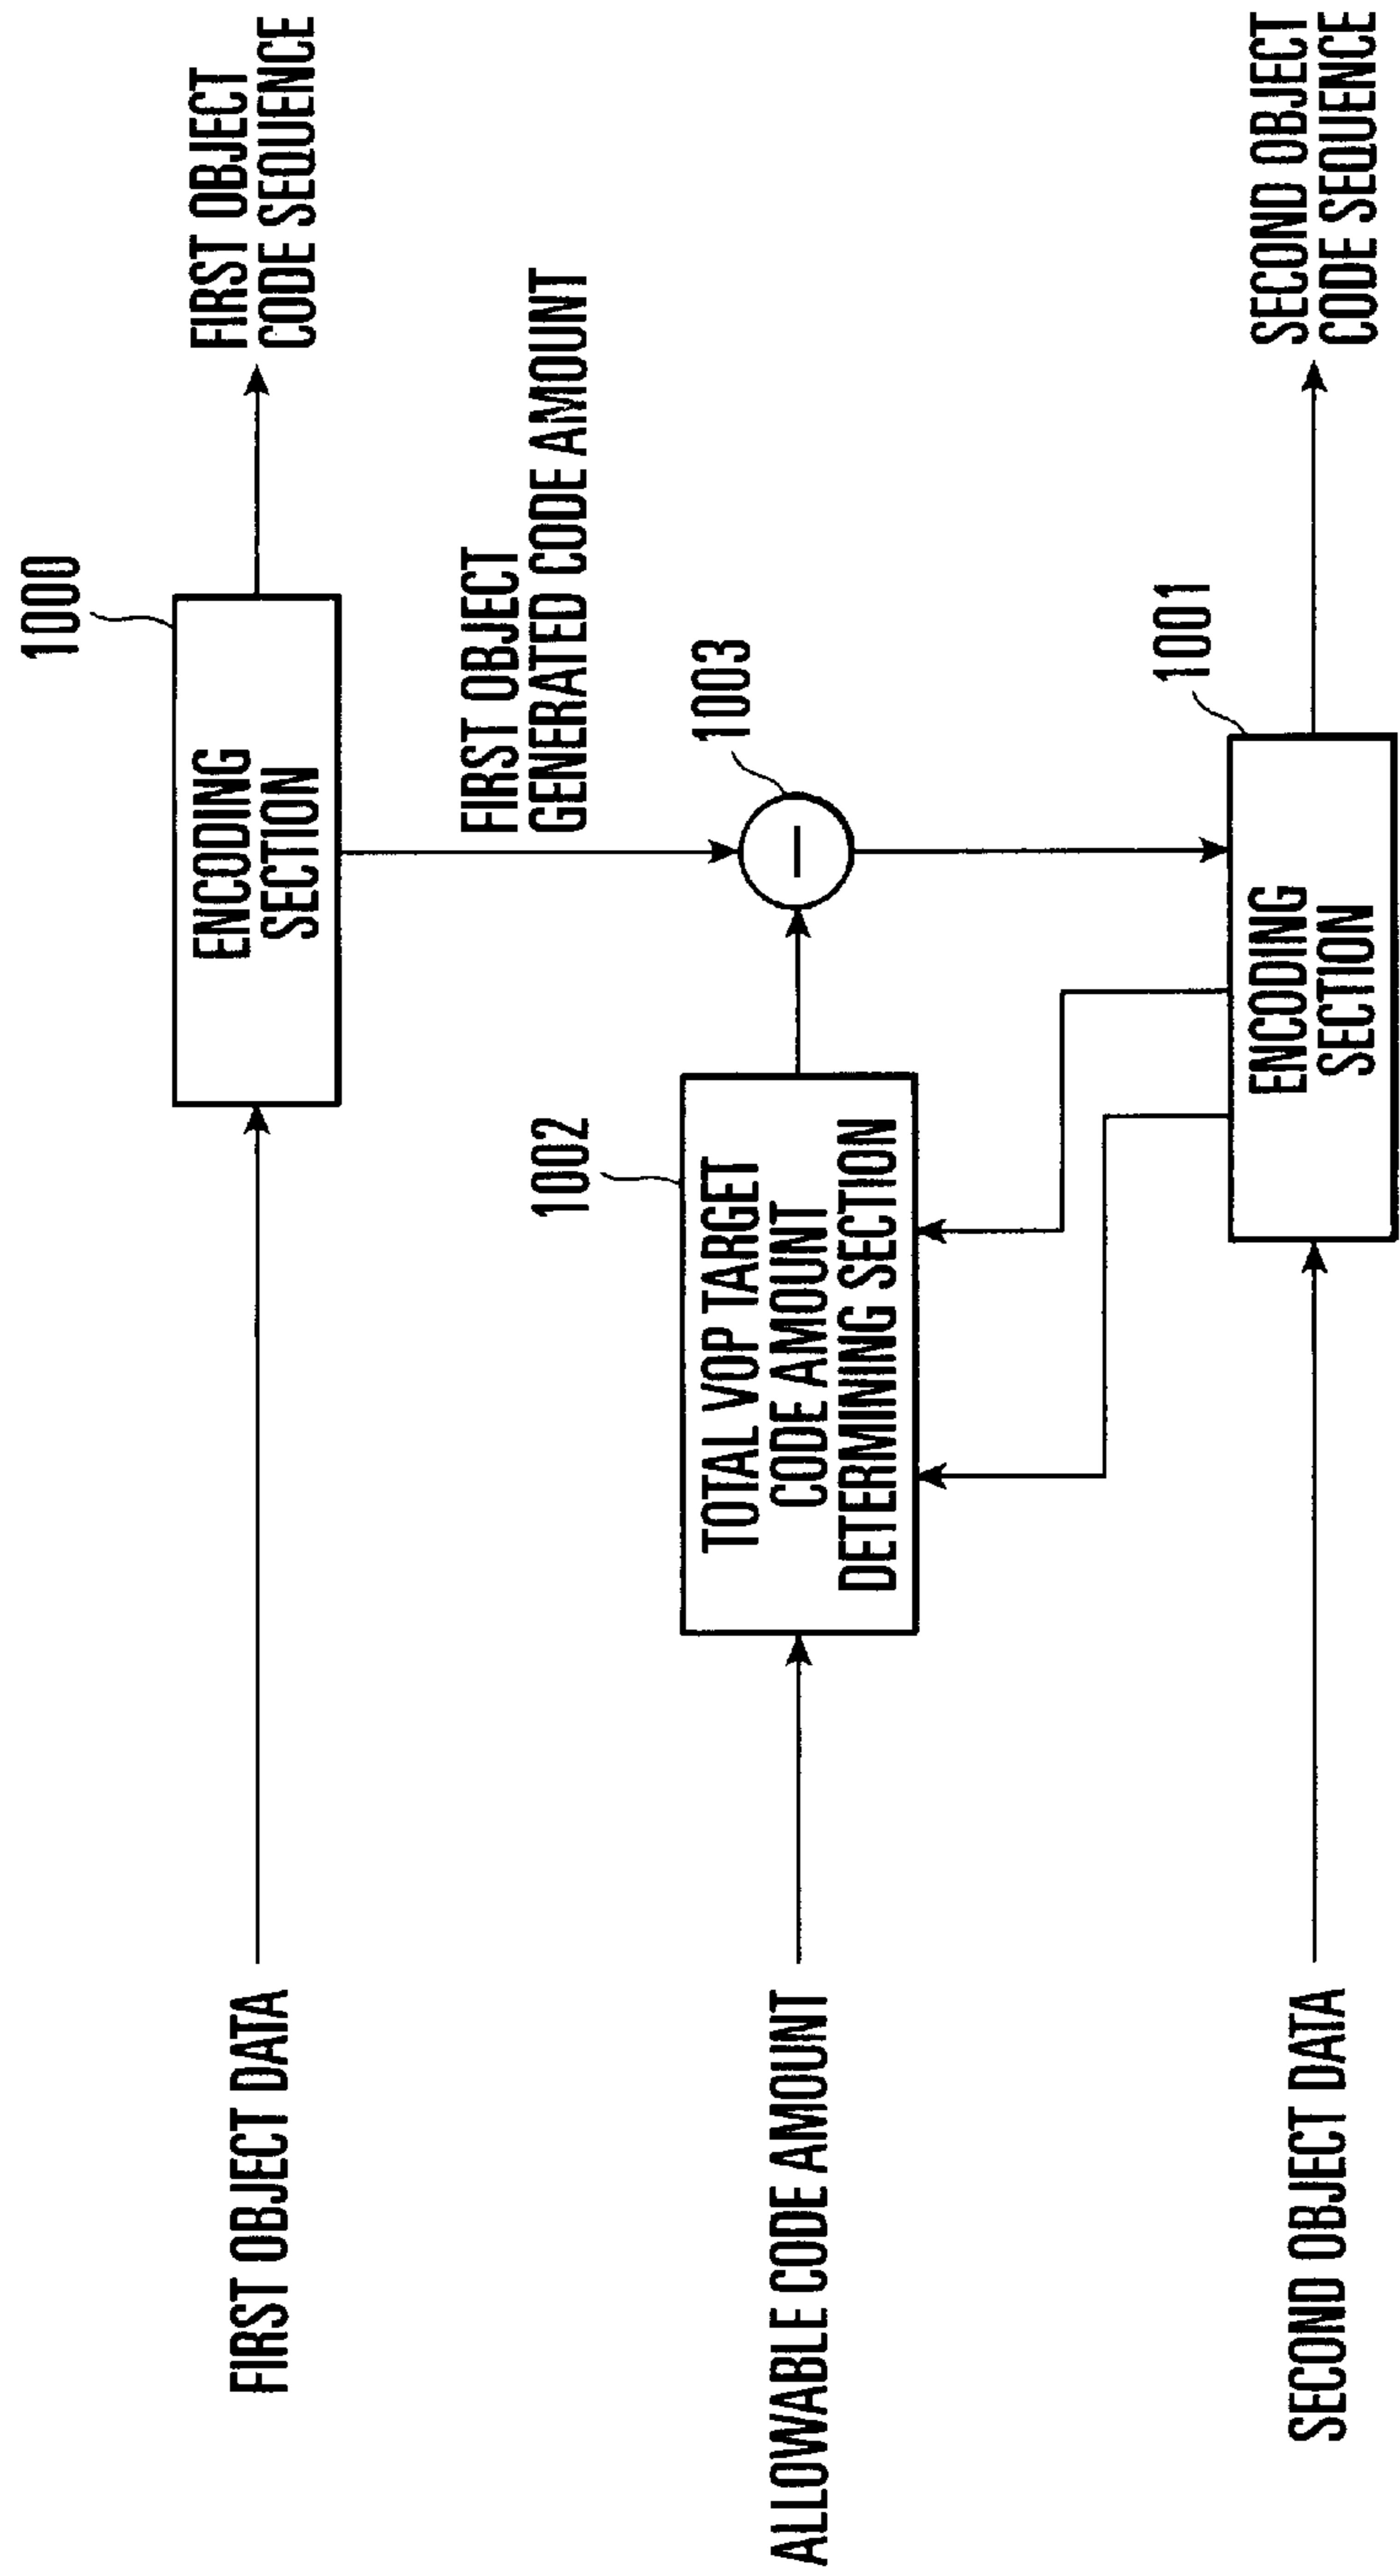 FIRST OBJECT DATA
1000
ENCODING
SECTION
FIRST OBJECT
CODE SEQUENCE
FIRST OBJECT
GENERATED CODE AMOUNT
ALLOWABLE CODE AMOUNT
1002
TOTAL VOP TARGET
CODE AMOUNT
DETERMINING SECTION
1003
SECOND OBJECT DATA
1001
ENCODING
SECTION
SECOND OBJECT
CODE SEQUENCE